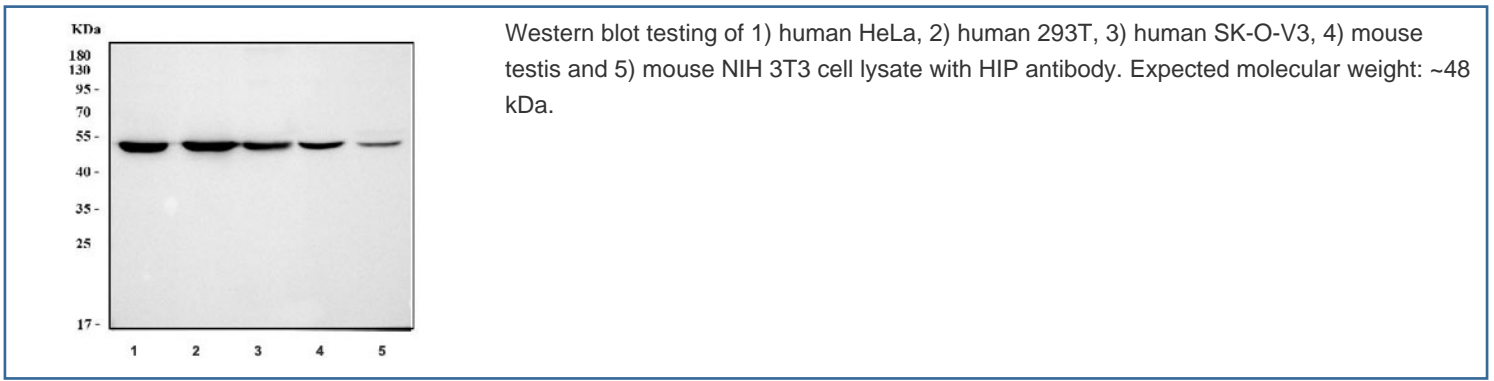 KDa
180
130
95 -
70
55 -
40 -
35 -
25
17 -
1 2 3 4 5
Western blot testing of 1) human HeLa, 2) human 293T, 3) human SK-O-V3, 4) mouse
testis and 5) mouse NIH 3T3 cell lysate with HIP antibody. Expected molecular weight: ~48
kDa.